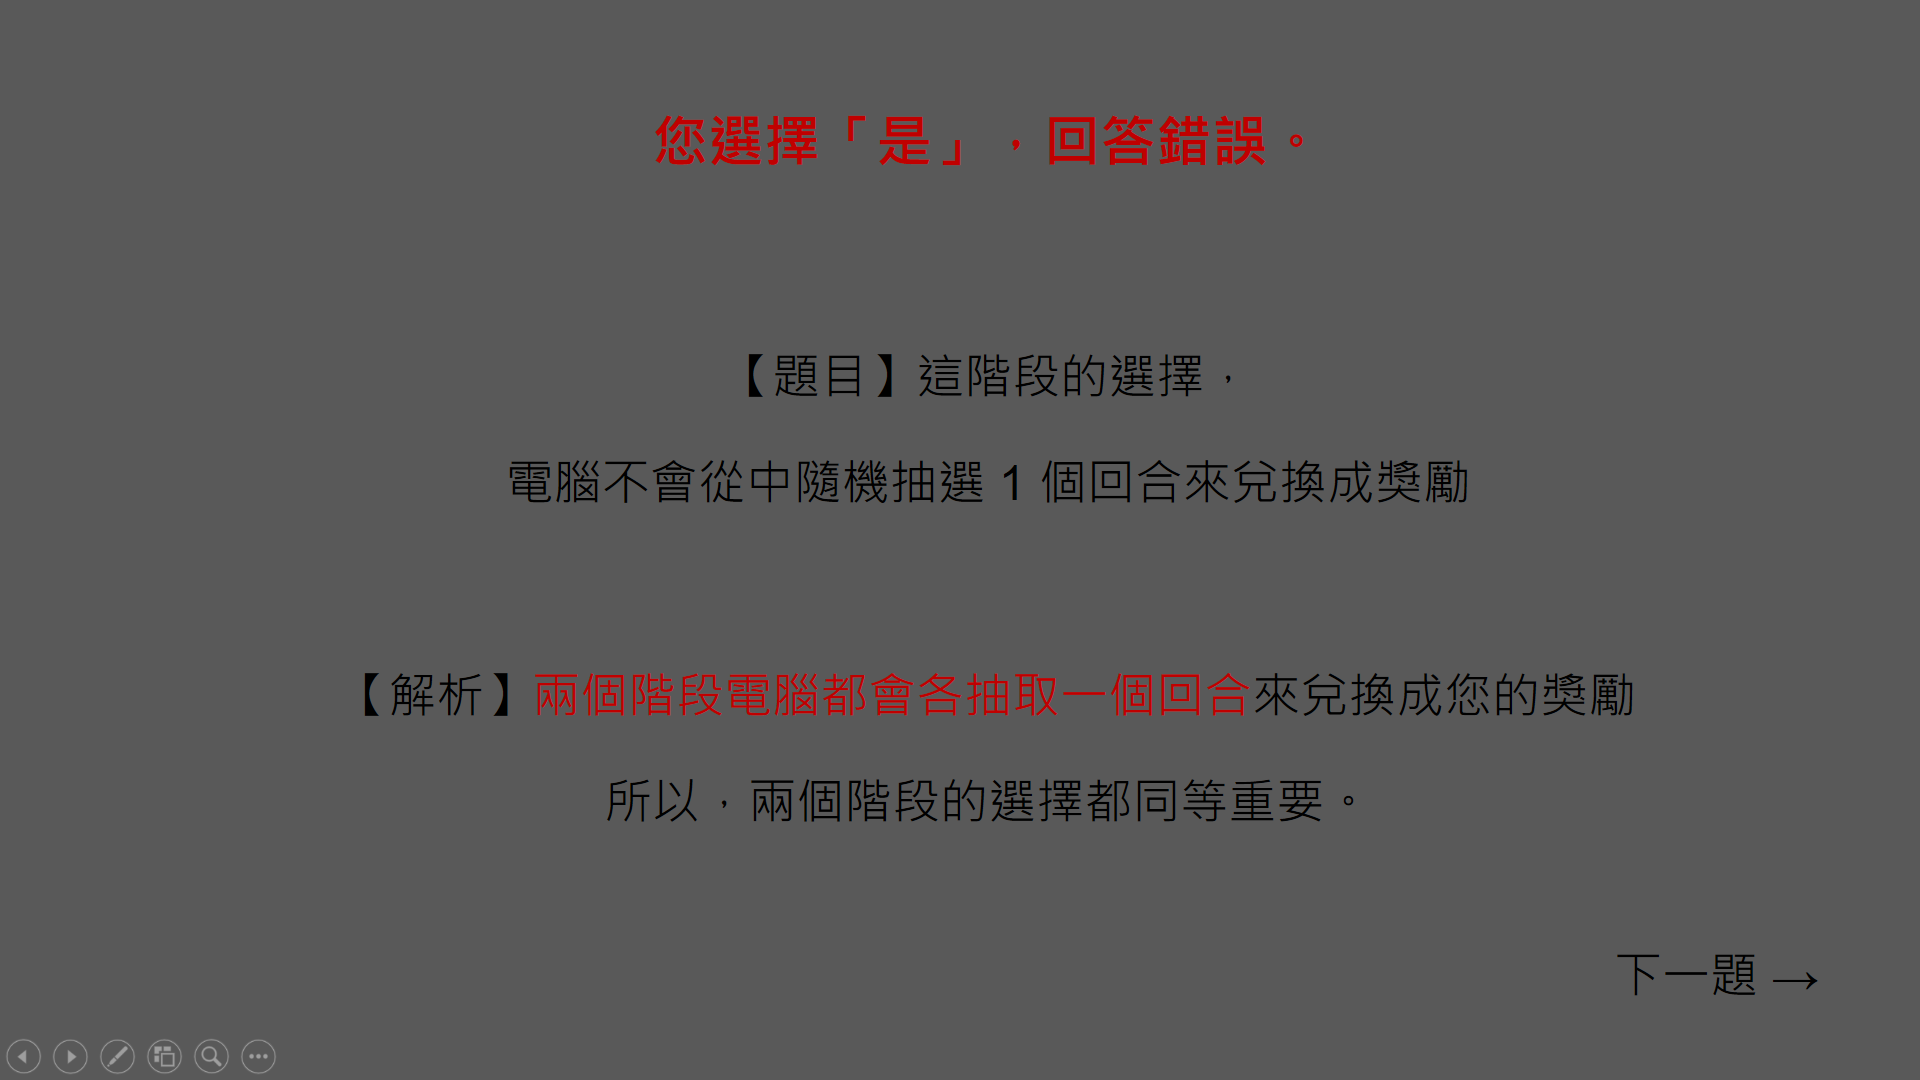 您選擇「是」，回答錯誤。
【題目】這階段的選擇，
電腦不會從中隨機抽選 1 個回合來兌換成獎勵
【解析】兩個階段電腦都會各抽取一個回合來兌換成您的獎勵
所以，兩個階段的選擇都同等重要。
下一題 →